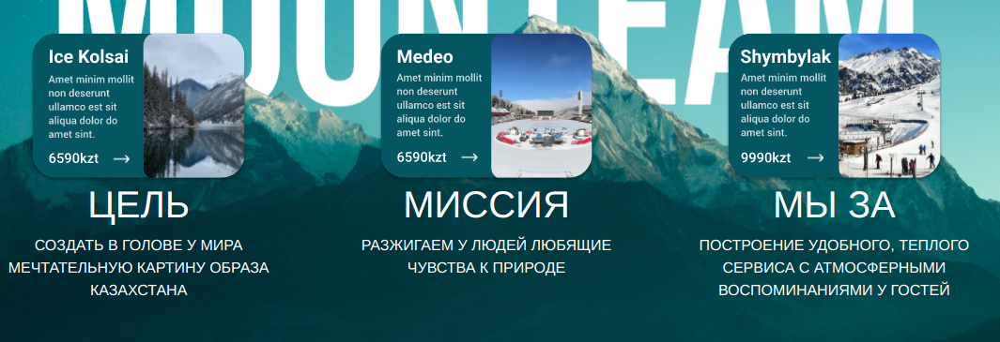 MOUNTEAM
Ice Kolsai
Amet minim mollit
non deserunt
ullamco est sit
aliqua dolor do
amet sint.
6590kzt →
Medeo
Amet minim mollit
non deserunt
ullamco est sit
aliqua dolor do
amet sint.
6590kzt →
Shymbylak
Amet minim mollit
non deserunt
ullamco est sit
aliqua dolor do
amet sint.
9990kzt →
ЦЕЛЬ
СОЗДАТЬ В ГОЛОВЕ У МИРА
МЕЧТАТЕЛЬНУЮ КАРТИНУ ОБРАЗА
КАЗАХСТАНА
МИССИЯ
РАЗЖИГАЕМ У ЛЮДЕЙ ЛЮБЯЩИЕ
ЧУВСТВА К ПРИРОДЕ
МЫ ЗА
ПОСТРОЕНИЕ УДОБНОГО, ТЕПЛОГО
СЕРВИСА С АТМОСФЕРНЫМИ
ВОСПОМИНАНИЯМИ У ГОСТЕЙ